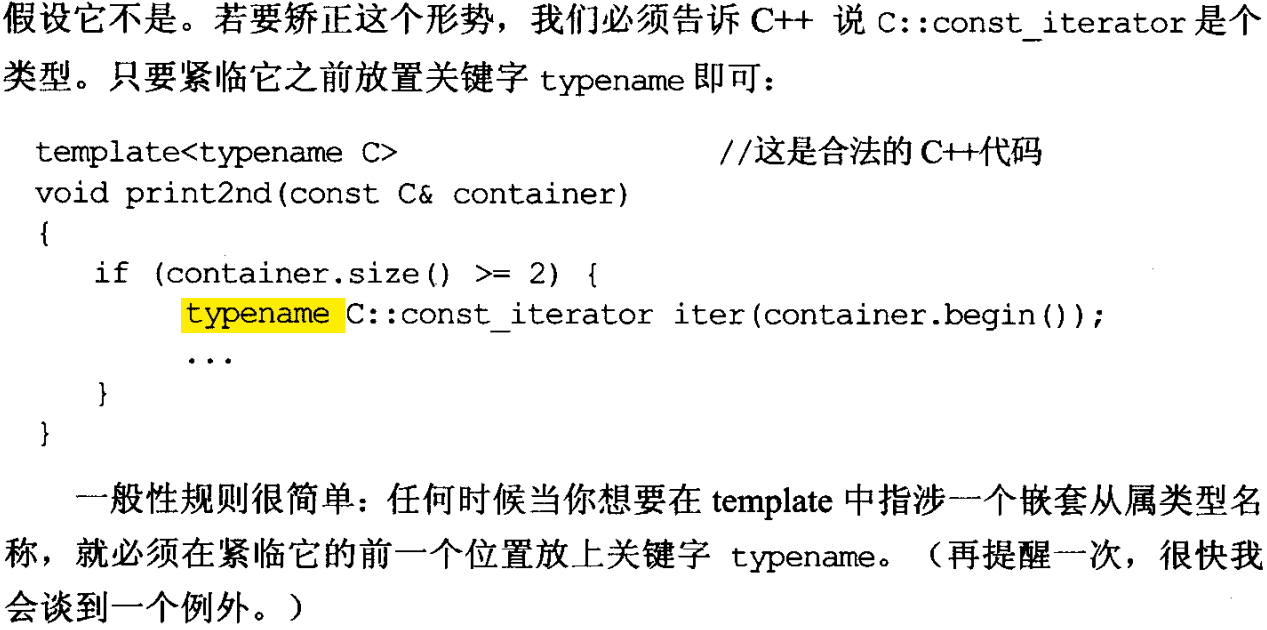 假设它不是。若要矫正这个形势，我们必须告诉 C++ 说 C::const_iterator 是个
类型。只要紧临它之前放置关键字 typename 即可：
template<typename C> //这是合法的 C++代码
void print2nd(const C& container)
{
if (container.size() >= 2) {
typename C::const_iterator iter(container.begin());
...
}
}
一般性规则很简单：任何时候当你想要在 template 中指涉一个嵌套从属类型名
称，就必须在紧临它的前一个位置放上关键字 typename。（再提醒一次，很快我
会谈到一个例外。）